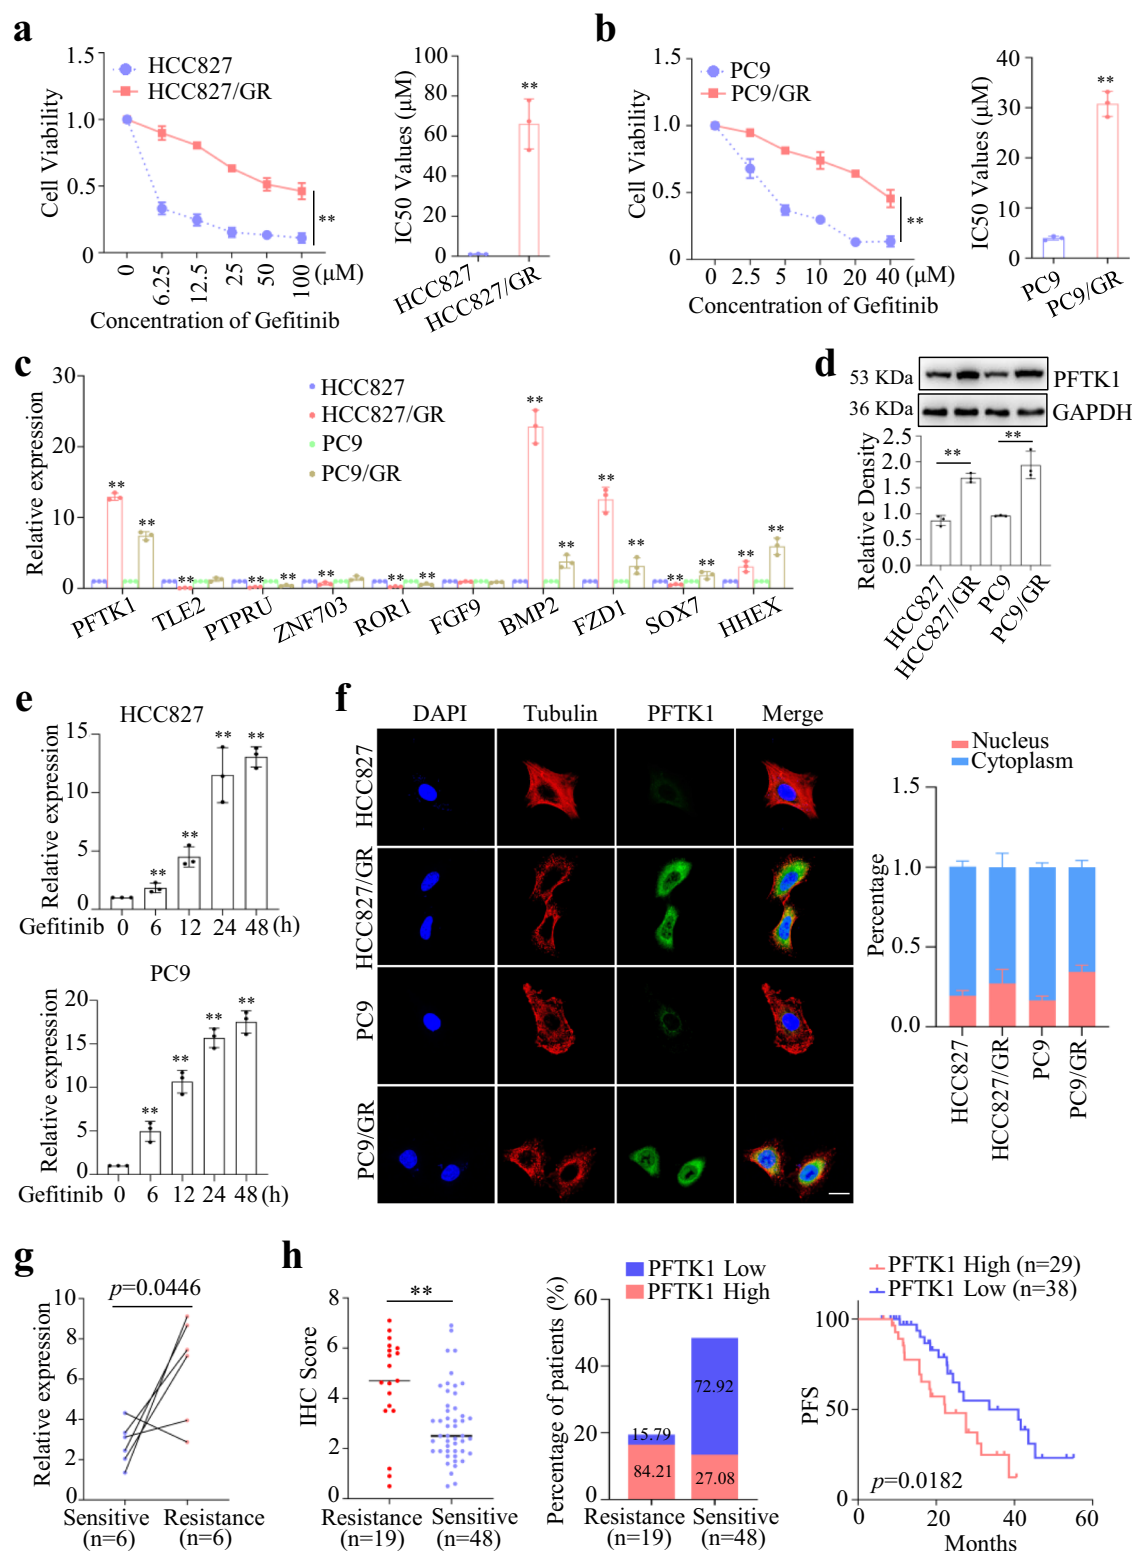 a
1.5
1.0
0.5
0
Cell Viability
HCC827
HCC827/GR
**
0
6.25
12.5
25
50
100
(μM)
Concentration of Gefitinib
100
80
60
40
20
0
IC50 Values (μM)
**
HCC827
HCC827/GR
b
1.5
1.0
0.5
0
Cell Viability
PC9
PC9/GR
**
0 2.5 5 10 20 40 (μM)
Concentration of Gefitinib
40
30
20
10
0
IC50 Values (μM)
**
PC9
PC9/GR
c
30
20
10
0
Relative expression
HCC827
HCC827/GR
PC9
PC9/GR
** ** ** ** ** ** ** ** ** ** ** ** ** ** ** **
PFTK1
TLE2
PTPRU
ZNF703
ROR1
FGF9
BMP2
FZD1
SOX7
HHEX
d
53 KDa
PFTK1
36 KDa
GAPDH
2.5
2.0
1.5
1.0
0.5
0.0
Relative Density
** **
HCC827
HCC827/GR
PC9
PC9/GR
e
HCC827
15
10
5
0
Relative expression
** ** ** **
Gefitinib 0 6 12 24 48 (h)
PC9
20
15
10
5
0
Relative expression
** ** ** **
Gefitinib 0 6 12 24 48 (h)
f
DAPI Tubulin PFTK1 Merge
HCC827
HCC827/GR
PC9
PC9/GR
Nucleus
Cytoplasm
1.5
1.0
0.5
0.0
Percentage
HCC827
HCC827/GR
PC9
PC9/GR
g
p=0.0446
10
8
6
4
2
0
Relative expression
Sensitive Resistance
(n=6) (n=6)
h
8
6
4
2
0
IHC Score
**
Resistance Sensitive
(n=19) (n=48)
PFTK1 Low
PFTK1 High
60
40
20
0
Percentage of patients (%)
15.79
84.21
72.92
27.08
Resistance Sensitive
(n=19) (n=48)
PFTK1 High (n=29)
PFTK1 Low (n=38)
100
50
0
PFS
p=0.0182
0 20 40 60
Months